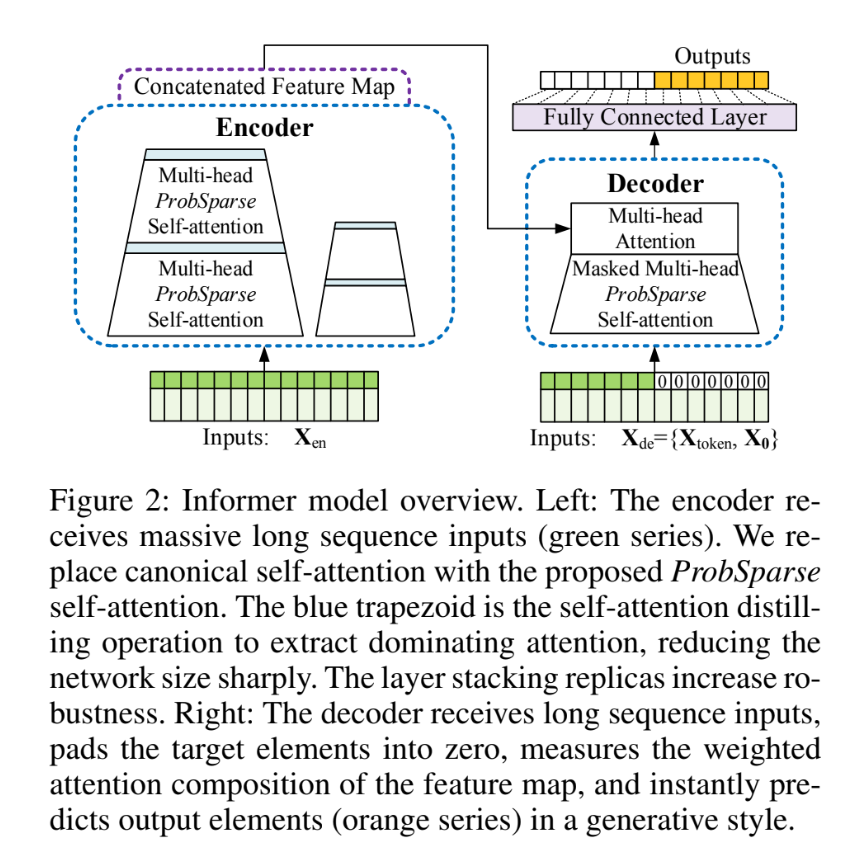 Outputs
Concatenated Feature Map
Fully Connected Layer
Encoder
Multi-head
ProbSparse
Self-attention
Multi-head
ProbSparse
Self-attention
Decoder
Multi-head
Attention
Masked Multi-head
ProbSparse
Self-attention
0 0 0 0 0 0 0
Inputs: Xen
Inputs: Xde={Xtoken, X0}
Figure 2: Informer model overview. Left: The encoder re-
ceives massive long sequence inputs (green series). We re-
place canonical self-attention with the proposed ProbSparse
self-attention. The blue trapezoid is the self-attention distill-
ing operation to extract dominating attention, reducing the
network size sharply. The layer stacking replicas increase ro-
bustness. Right: The decoder receives long sequence inputs,
pads the target elements into zero, measures the weighted
attention composition of the feature map, and instantly pre-
dicts output elements (orange series) in a generative style.